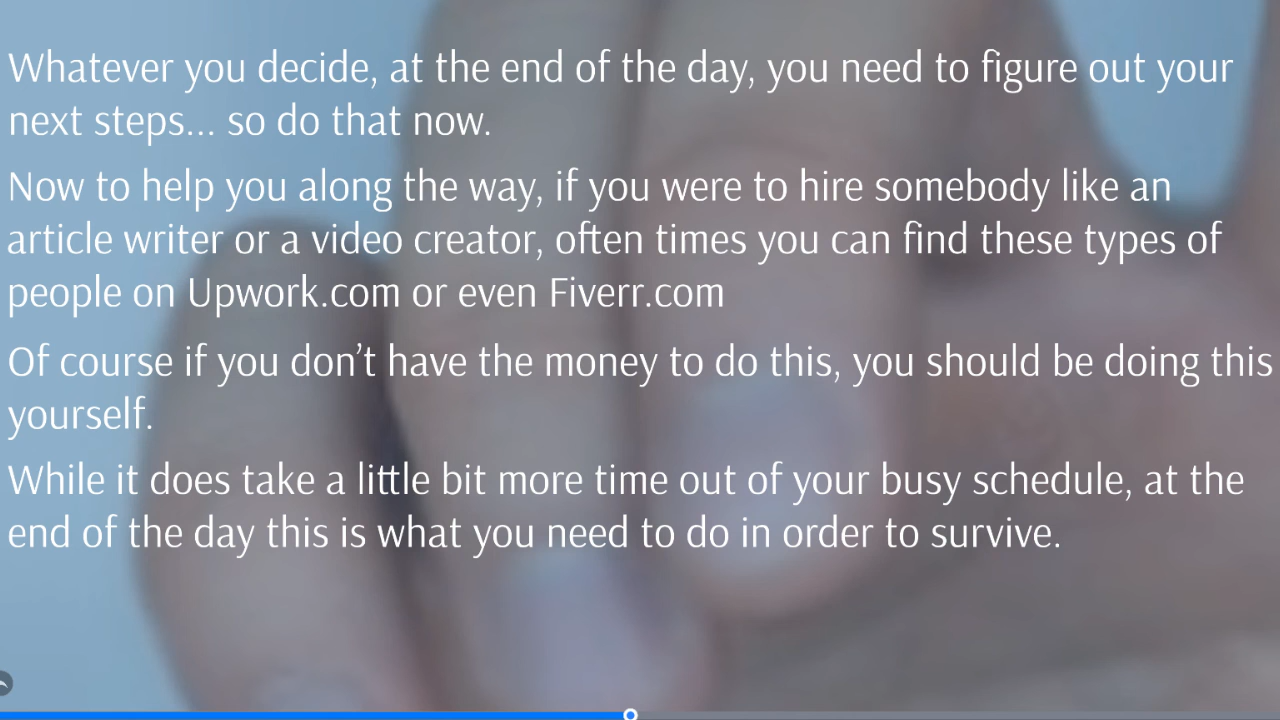 Whatever you decide, at the end of the day, you need to figure out your
next steps... so do that now.
Now to help you along the way, if you were to hire somebody like an
article writer or a video creator, often times you can find these types of
people on Upwork.com or even Fiverr.com
Of course if you don't have the money to do this, you should be doing this
yourself.
While it does take a little bit more time out of your busy schedule, at the
end of the day this is what you need to do in order to survive.